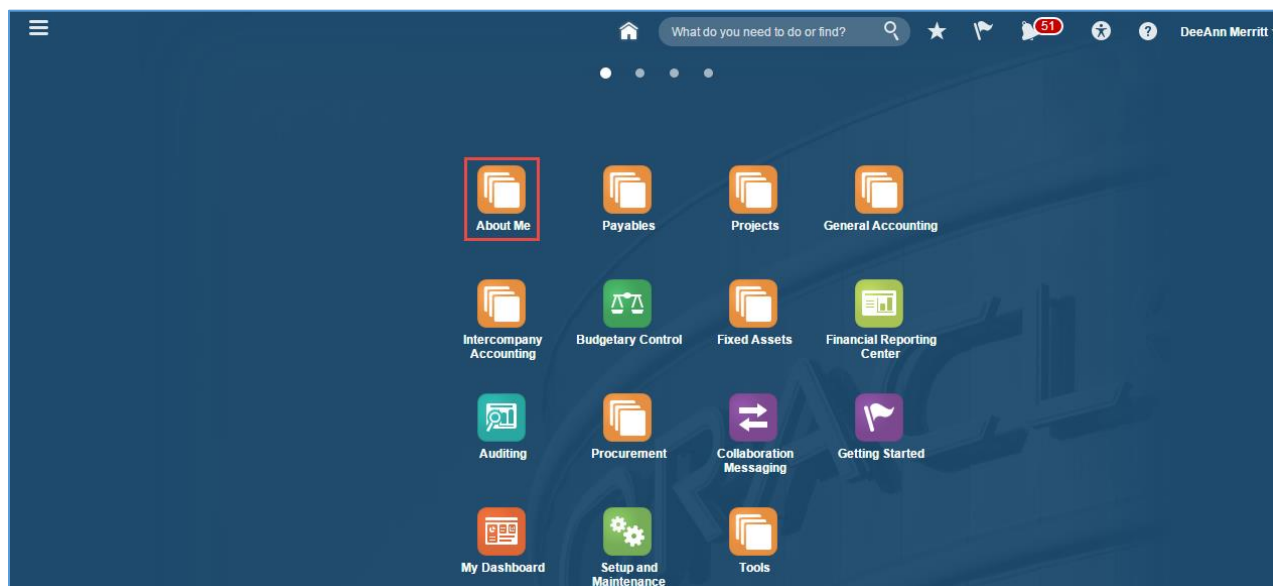 What do you need to do or find?
51
DeeAnn Merritt
About Me
Payables
Projects
General Accounting
Intercompany
Accounting
Budgetary Control
Fixed Assets
Financial Reporting
Center
Auditing
Procurement
Collaboration
Messaging
Getting Started
My Dashboard
Setup and
Maintenance
Tools
ORACL